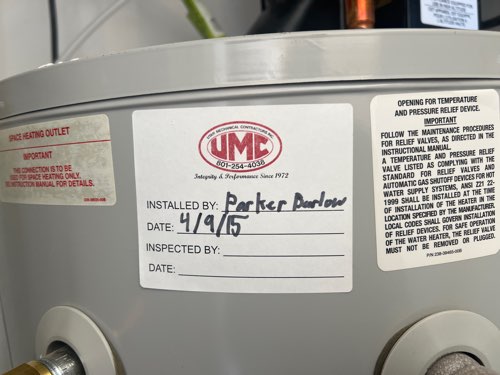 SPACE HEATING OUTLET
IMPORTANT
THIS CONNECTION IS TO BE
USED FOR SPACE HEATING ONLY.
SEE INSTRUCTION MANUAL FOR DETAILS.
MECHANICAL CONTRACTORS INC.
UMC
801-254-4038
Integrity & Performance Since 1972
INSTALLED BY: Parker Barlow
DATE: 4/9/15
INSPECTED BY:
DATE:
OPENING FOR TEMPERATURE
AND PRESSURE RELIEF DEVICE.
IMPORTANT
FOLLOW THE MAINTENANCE PROCEDURES
FOR RELIEF VALVES, AS DIRECTED IN THE
INSTRUCTIONAL MANUAL.
A TEMPERATURE AND PRESSURE RELIEF
VALVE LISTED AS COMPLYING WITH THE
STANDARD FOR RELIEF VALVES AND
AUTOMATIC GAS SHUTOFF DEVICES FOR HOT
WATER SUPPLY SYSTEMS, ANSI Z21 22
1999 SHALL BE INSTALLED AT THE TIME
OF INSTALLATION OF THE HEATER IN THE
LOCATION SPECIFIED BY THE MANUFACTURER.
LOCAL CODES SHALL GOVERN INSTALLATION
OF RELIEF DEVICES. FOR SAFE OPERATION
OF THE WATER HEATER, THE RELIEF VALVE
MUST NOT BE REMOVED OR PLUGGED.